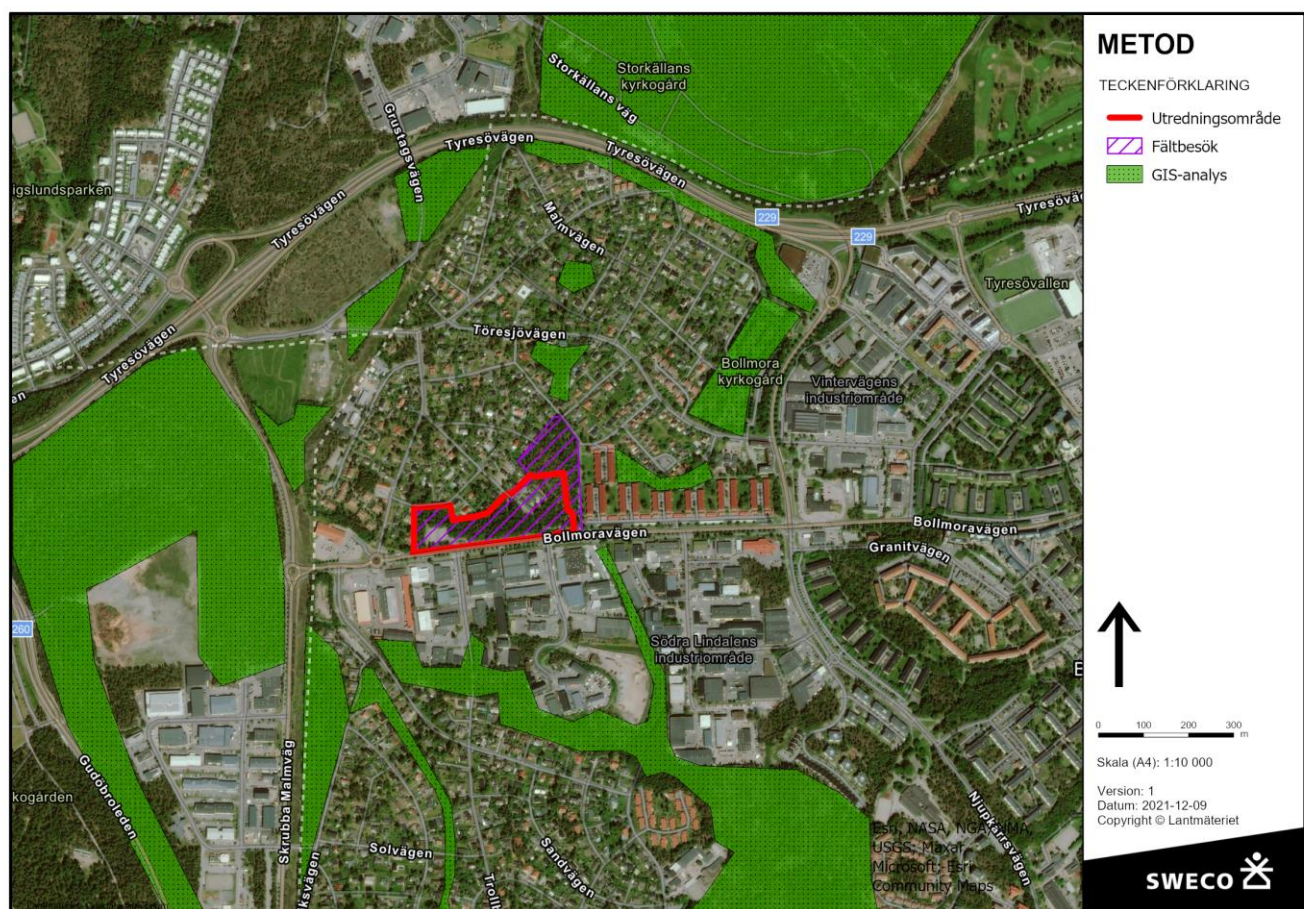 METOD
TECKENFÖRKLARING
Utredningsområde
Fältbesök
GIS-analys
Storkällans
kyrkogård
Storkällans väg
Grustagsvägen
Tyresövägen
Tyresövägen
Tyresövägen
229
229
igslundsparken
Malmvägen
Tyresövallen
Töresjövägen
Bollmora
kyrkogård
Vintervägens
industriområde
Tyresövägen
Bollmoravägen
Bollmoravägen
Granitvägen
260
Södra Lindalens
industriområde
Gudöbroleden
Skrubba Malmväg
kogården
Solvägen
Sandvägen
Njupkärrsvägen
ksvägen
Esri, NASA, NGA,
USGS, Maxar,
Microsoft, Esri
Community Maps
0 100 200 300
m
Skala (A4): 1:10 000
Version: 1
Datum: 2021-12-09
Copyright © Lantmäteriet
SWECO